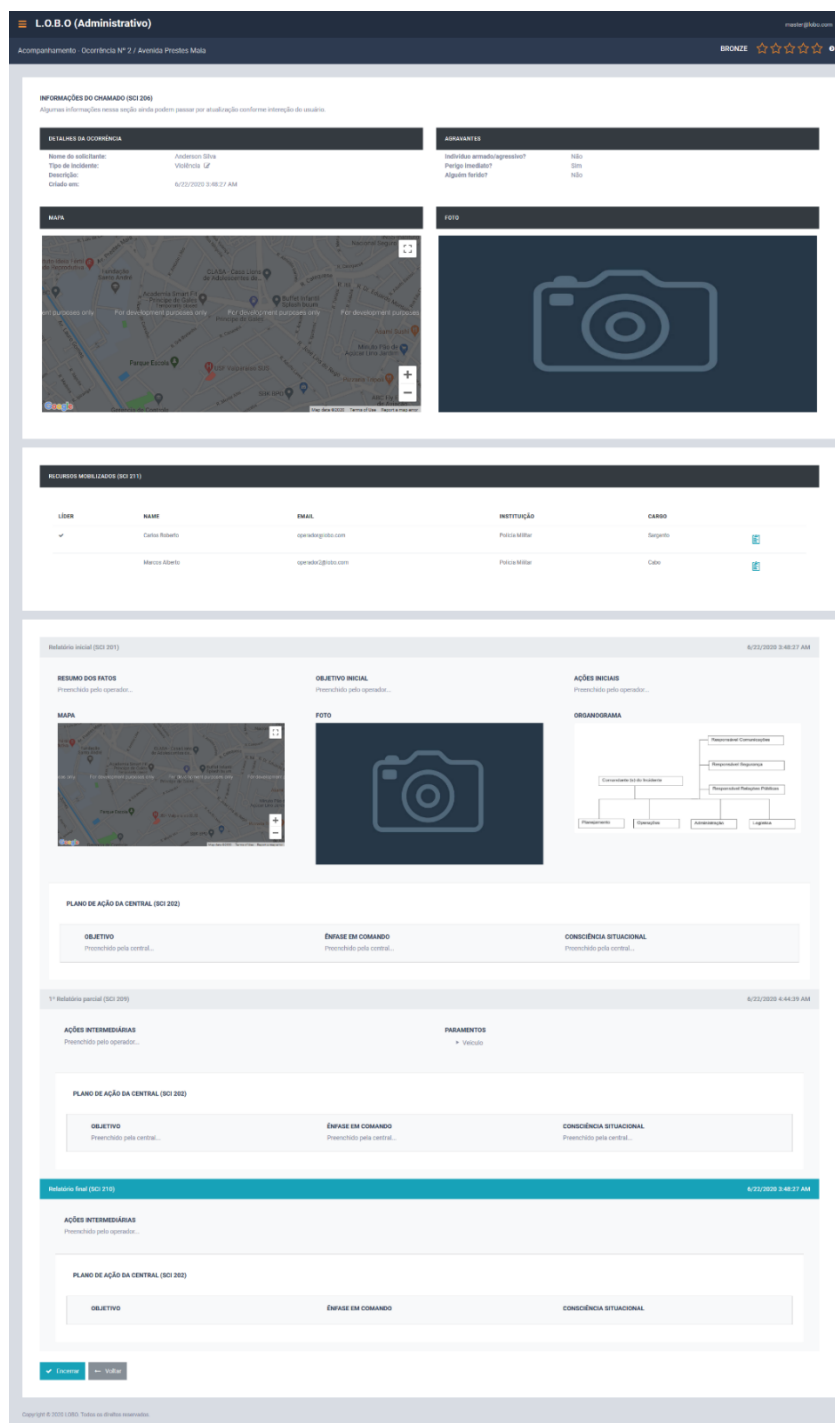 L.O.B.O (Administrativo)
master@lobo.com
Acompanhamento · Ocorrência Nº 2 / Avenida Prestes Maia
BRONZE
INFORMAÇÕES DO CHAMADO (SCI 206)
Algumas informações nessa seção ainda podem passar por atualização conforme interação do usuário.
DETALHES DA OCORRÊNCIA
AGRAVANTES
Nome do solicitante: Anderson Silva
Tipo de incidente: Violência
Descrição:
Criado em: 6/22/2020 3:48:27 AM
Indivíduo armado/agressivo? Não
Perigo imediato? Sim
Alguém ferido? Não
MAPA
FOTO
Fundação
Santo André
For development purposes only
For development purposes only
Parque Escola
Google
Map data ©2020 Terms of Use Report a map error
RECURSOS MOBILIZADOS (SCI 211)
LÍDER NAME EMAIL INSTITUIÇÃO CARGO
Carlos Roberto operador@lobo.com Polícia Militar Sargento
Marcos Alberto operador2@lobo.com Polícia Militar Cabo
Relatório inicial (SCI 201) 6/22/2020 3:48:27 AM
RESUMO DOS FATOS OBJETIVO INICIAL AÇÕES INICIAIS
Preenchido pelo operador... Preenchido pelo operador... Preenchido pelo operador...
MAPA FOTO ORGANOGRAMA
Responsável Comunicações
Responsável Segurança
Comandante (s) do Incidente
Responsável Relações Públicas
Planejamento Operações Administração Logística
Google
PLANO DE AÇÃO DA CENTRAL (SCI 202)
OBJETIVO ÊNFASE EM COMANDO CONSCIÊNCIA SITUACIONAL
Preenchido pela central... Preenchido pela central... Preenchido pela central...
1º Relatório parcial (SCI 209) 6/22/2020 4:44:39 AM
AÇÕES INTERMEDIÁRIAS PARAMENTOS
Preenchido pelo operador...
Veículo
PLANO DE AÇÃO DA CENTRAL (SCI 202)
OBJETIVO ÊNFASE EM COMANDO CONSCIÊNCIA SITUACIONAL
Preenchido pela central... Preenchido pela central... Preenchido pela central...
Relatório final (SCI 210) 6/22/2020 3:48:27 AM
AÇÕES INTERMEDIÁRIAS
Preenchido pelo operador...
PLANO DE AÇÃO DA CENTRAL (SCI 202)
OBJETIVO ÊNFASE EM COMANDO CONSCIÊNCIA SITUACIONAL
Encerrar Voltar
Copyright © 2020 LOBO. Todos os direitos reservados.